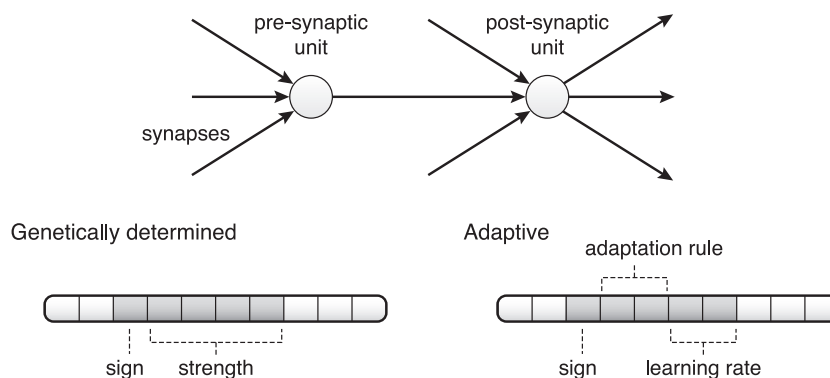 pre-synaptic
unit
post-synaptic
unit
synapses
Genetically determined
Adaptive
adaptation rule
sign
strength
sign
learning rate